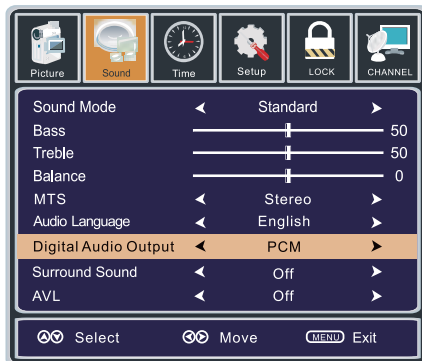 Picture Sound Time Setup LOCK CHANNEL
Sound Mode Standard
Bass 50
Treble 50
Balance 0
MTS Stereo
Audio Language English
Digital Audio Output PCM
Surround Sound Off
AVL Off
Select Move MENU Exit